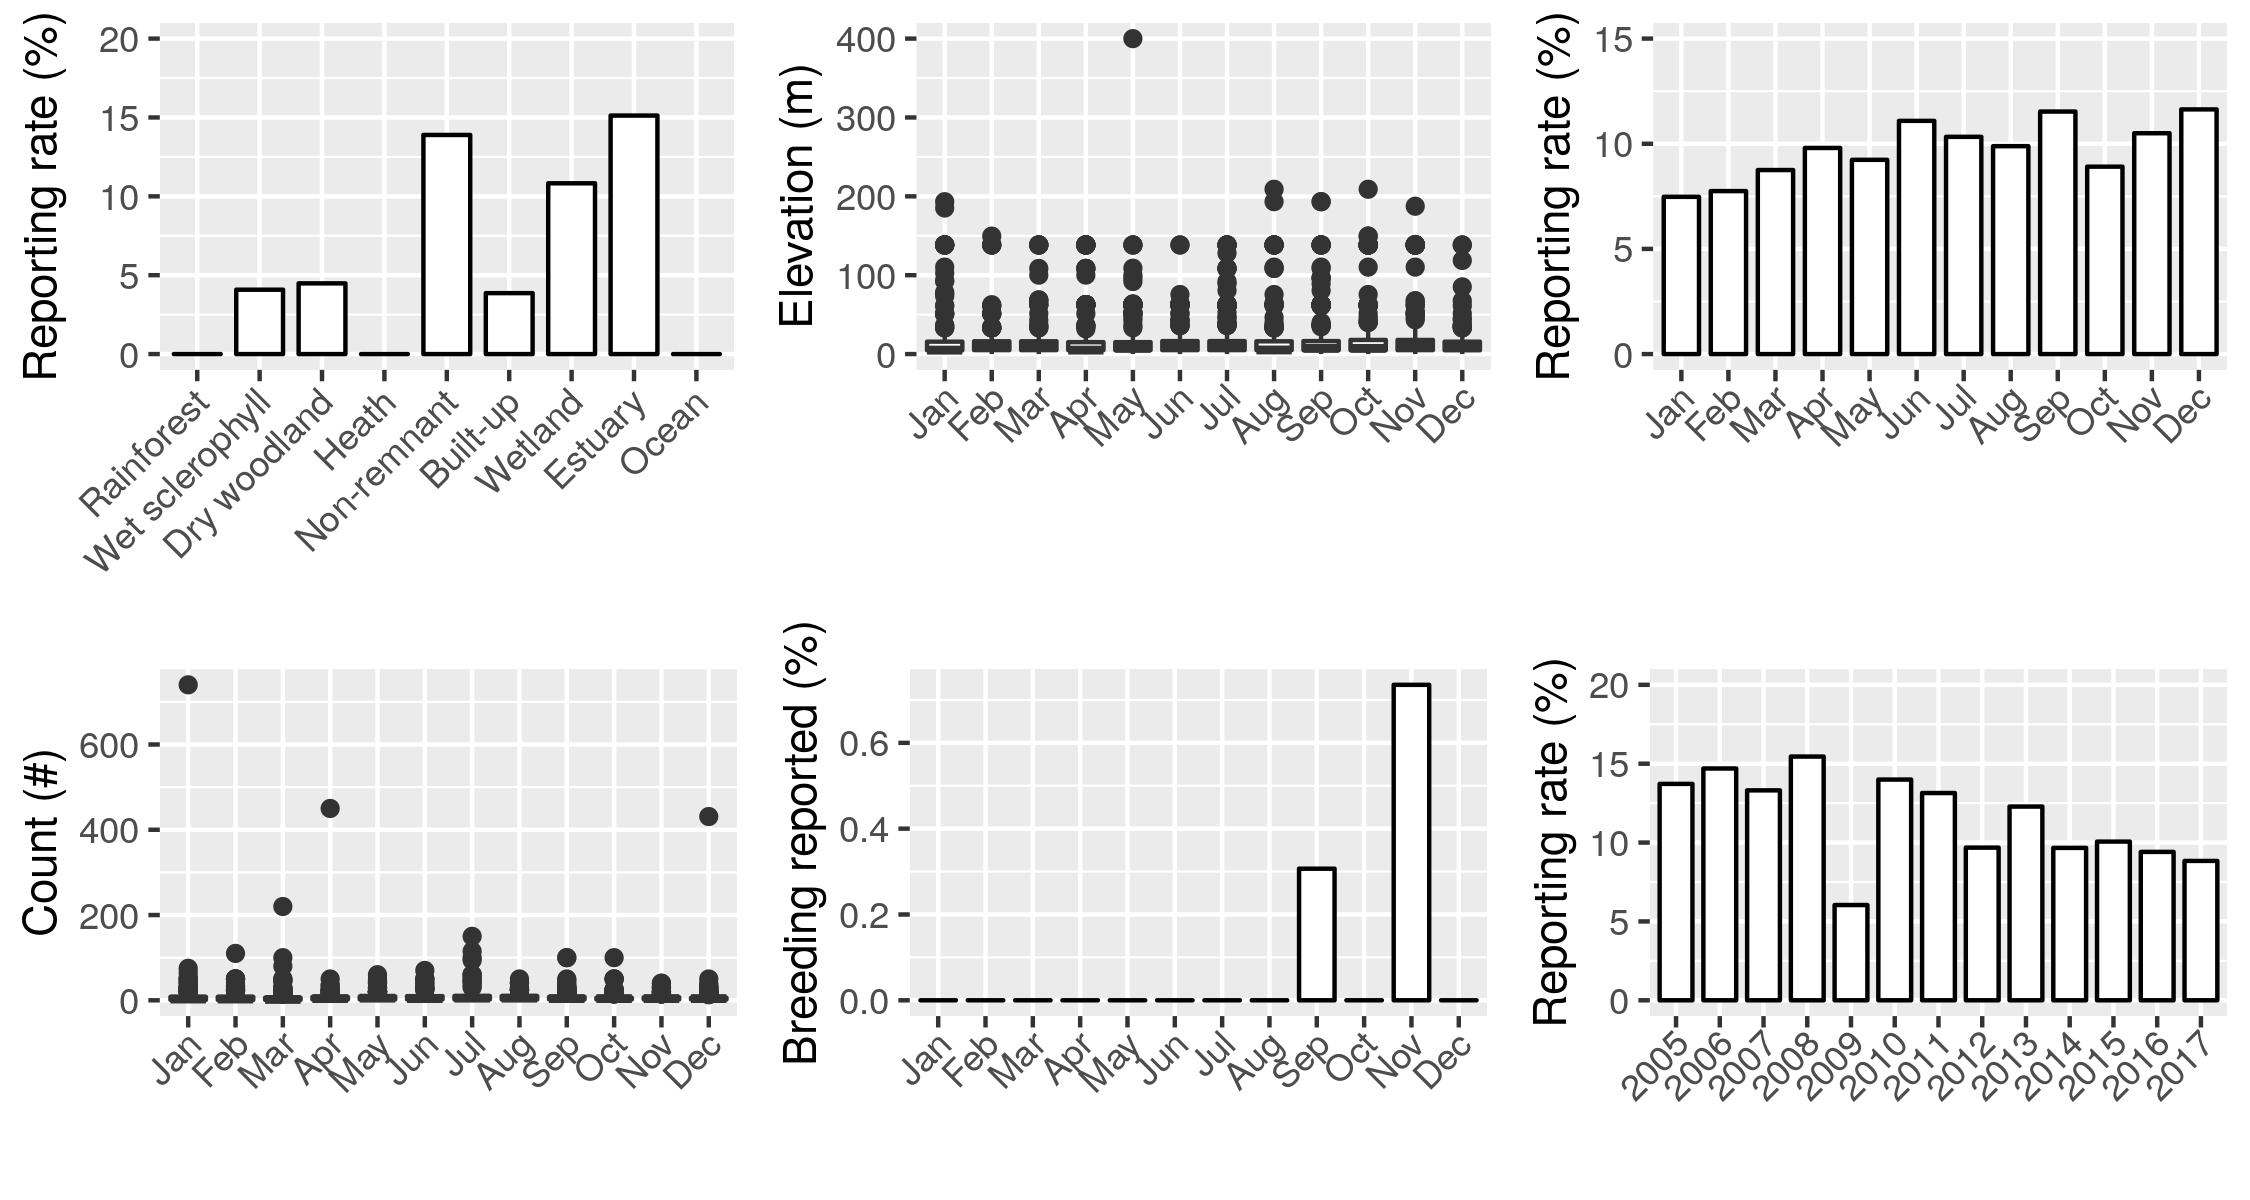 Reporting rate (%)
20
15
10
5
0
Rainforest
Wet sclerophyll
Dry woodland
Heath
Non-remnant
Built-up
Wetland
Estuary
Ocean
Elevation (m)
400
300
200
100
0
Jan
Feb
Mar
Apr
May
Jun
Jul
Aug
Sep
Oct
Nov
Dec
Reporting rate (%)
15
10
5
0
Jan
Feb
Mar
Apr
May
Jun
Jul
Aug
Sep
Oct
Nov
Dec
Count (#)
600
400
200
0
Jan
Feb
Mar
Apr
May
Jun
Jul
Aug
Sep
Oct
Nov
Dec
Breeding reported (%)
0.6
0.4
0.2
0.0
Jan
Feb
Mar
Apr
May
Jun
Jul
Aug
Sep
Oct
Nov
Dec
Reporting rate (%)
20
15
10
5
0
2005
2006
2007
2008
2009
2010
2011
2012
2013
2014
2015
2016
2017